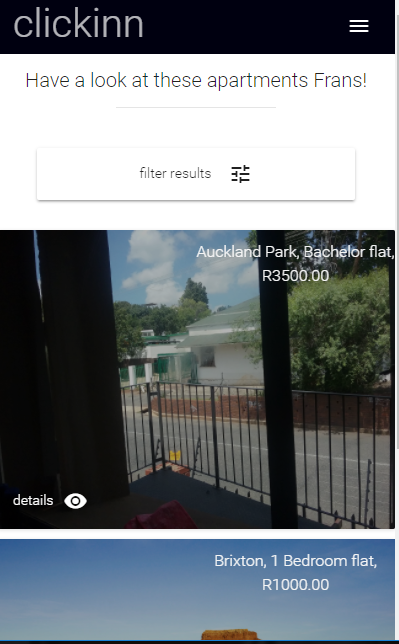 clickinn
Have a look at these apartments Frans!
filter results
Auckland Park, Bachelor flat,
R3500.00
details
Brixton, 1 Bedroom flat,
R1000.00